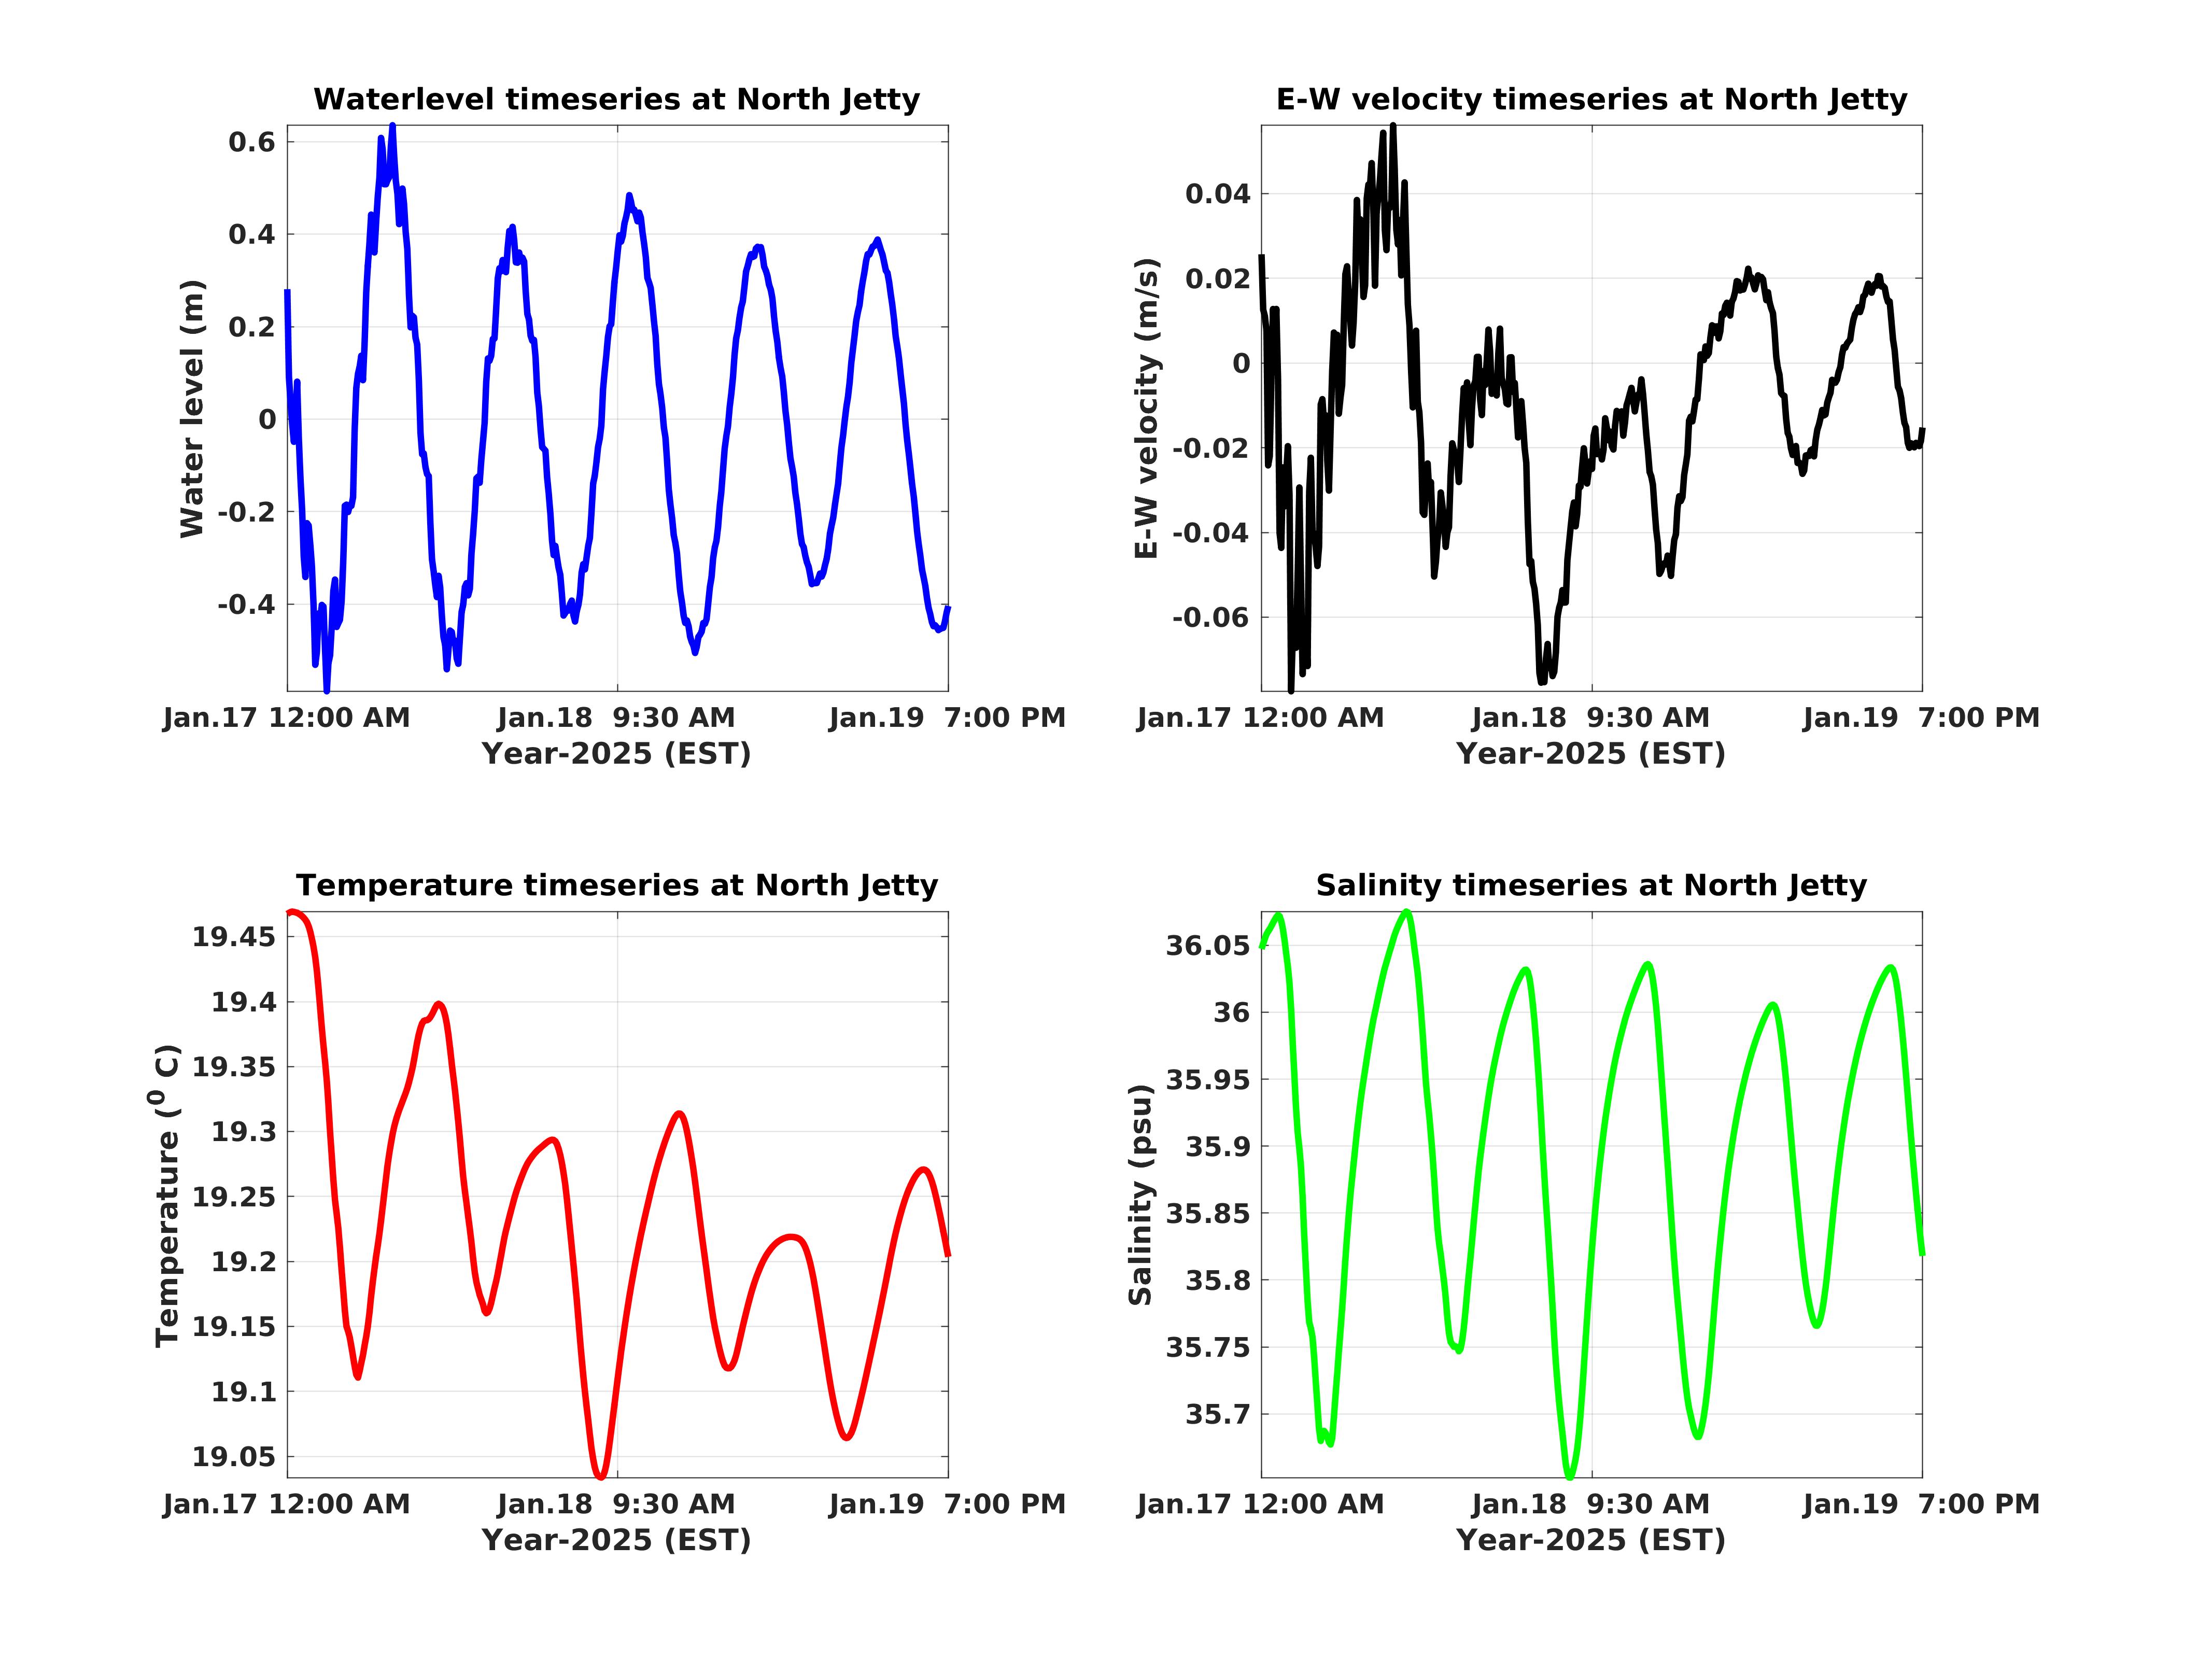 Waterlevel timeseries at North Jetty
0.6
0.4
0.2
0
-0.2
-0.4
Water level (m)
Jan.17 12:00 AM Jan.18  9:30 AM Jan.19  7:00 PM
Year-2025 (EST)
E-W velocity timeseries at North Jetty
0.04
0.02
0
-0.02
-0.04
-0.06
E-W velocity (m/s)
Jan.17 12:00 AM Jan.18  9:30 AM Jan.19  7:00 PM
Year-2025 (EST)
Temperature timeseries at North Jetty
19.45
19.4
19.35
19.3
19.25
19.2
19.15
19.1
19.05
Temperature (⁰ C)
Jan.17 12:00 AM Jan.18  9:30 AM Jan.19  7:00 PM
Year-2025 (EST)
Salinity timeseries at North Jetty
36.05
36
35.95
35.9
35.85
35.8
35.75
35.7
Salinity (psu)
Jan.17 12:00 AM Jan.18  9:30 AM Jan.19  7:00 PM
Year-2025 (EST)